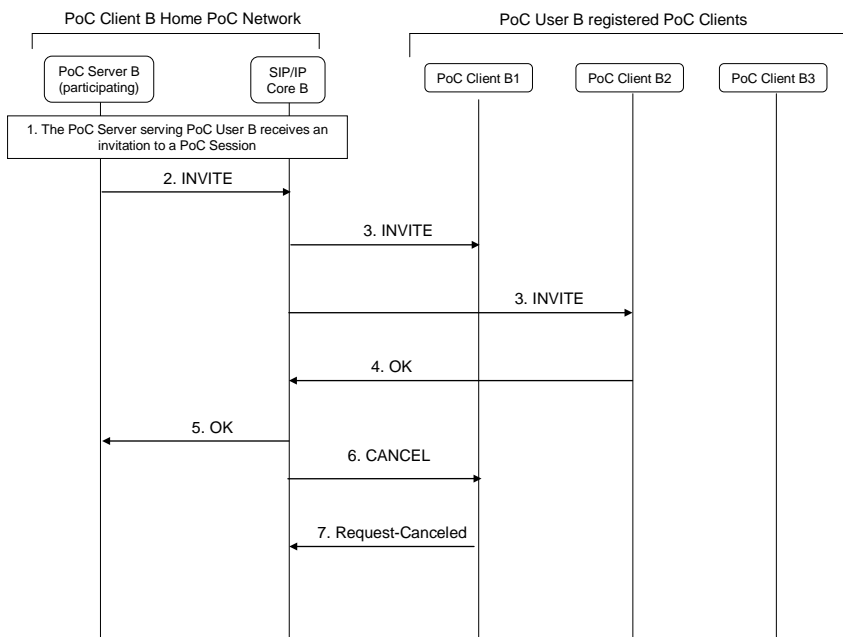 PoC Client B Home PoC Network
PoC User B registered PoC Clients
PoC Server B
(participating)
SIP/IP
Core B
PoC Client B1
PoC Client B2
PoC Client B3
1. The PoC Server serving PoC User B receives an
invitation to a PoC Session
2. INVITE
3. INVITE
3. INVITE
4. OK
5. OK
6. CANCEL
7. Request-Canceled